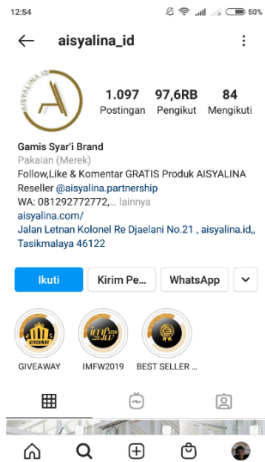 12:54
50%
aisyalina_id
AISYALINA.ID
1.097 97,6RB 84
Postingan Pengikut Mengikuti
Gamis Syar'i Brand
Pakaian (Merek)
Follow,Like & Komentar GRATIS Produk AISYALINA
Reseller @aisyalina.partnership
WA: 081292772772,... lainnya
aisyalina.com/
Jalan Letnan Kolonel Re Djaelani No.21 , aisyalina.id,,
Tasikmalaya 46122
Ikuti Kirim Pe... WhatsApp
GIVEAWAY IMFW2019 BEST SELLER ...